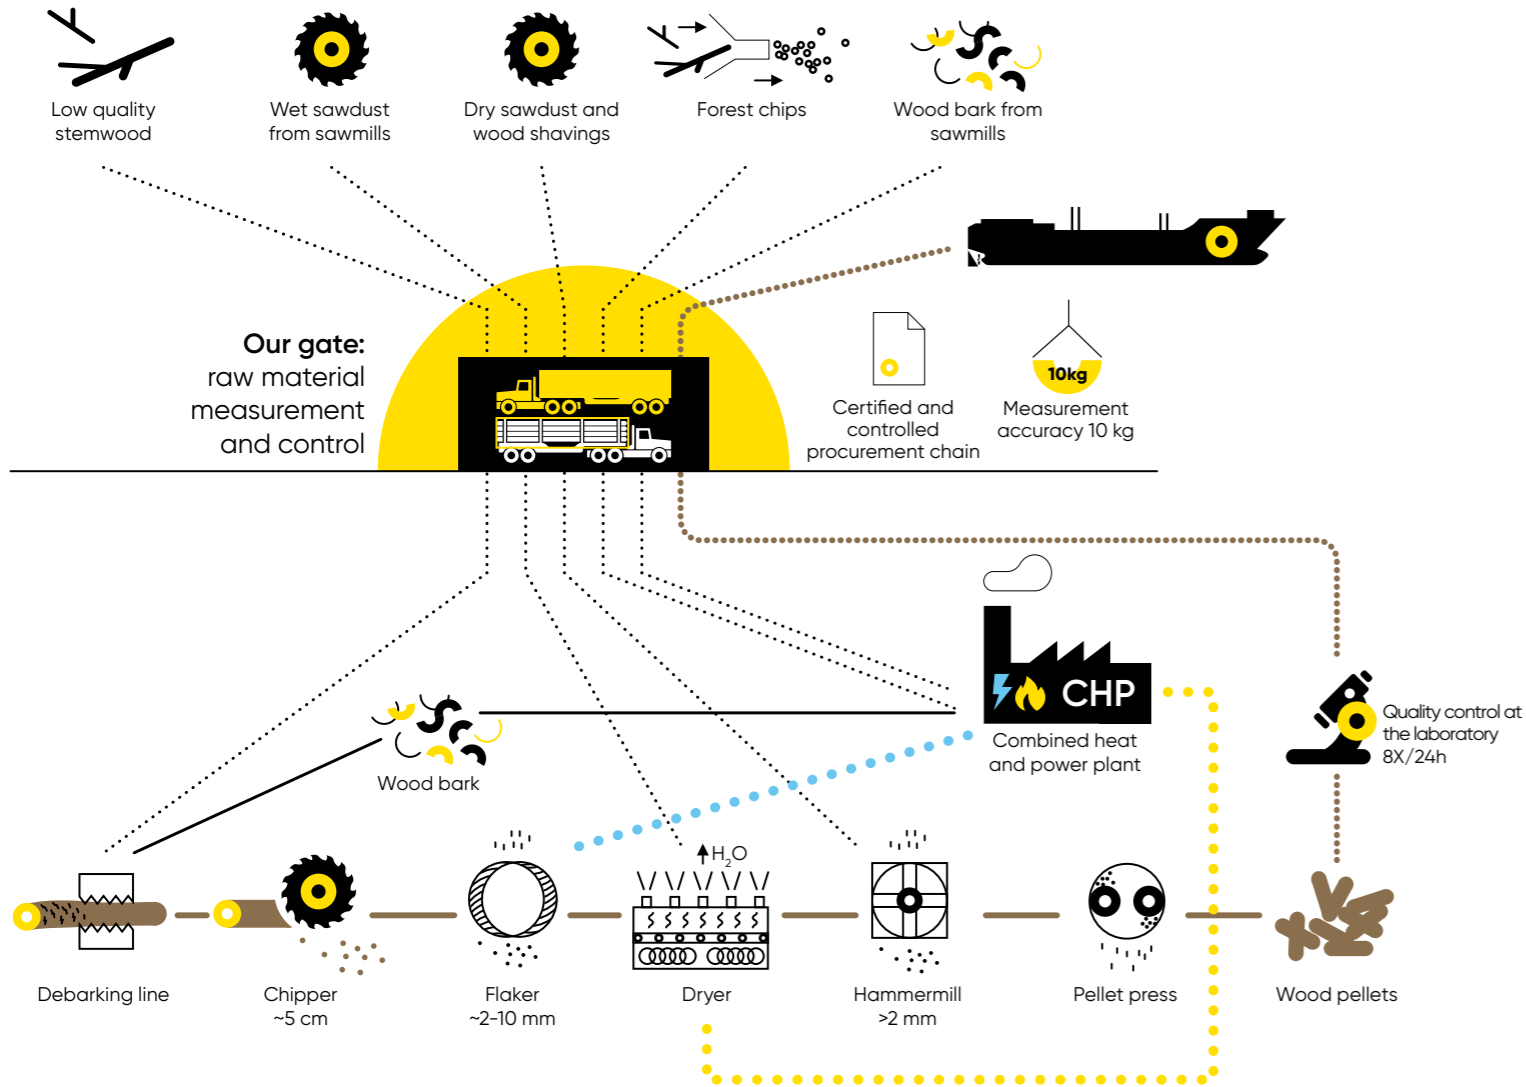 Low quality
stemwood
Wet sawdust
from sawmills
Dry sawdust and
wood shavings
Forest chips
Wood bark from
sawmills
Our gate:
raw material
measurement
and control
Certified and
controlled
procurement chain
10kg
Measurement
accuracy 10 kg
CHP
Combined heat
and power plant
Quality control at
the laboratory
8X/24h
Wood bark
H₂O
Debarking line
Chipper
~5 cm
Flaker
~2-10 mm
Dryer
Hammermill
>2 mm
Pellet press
Wood pellets